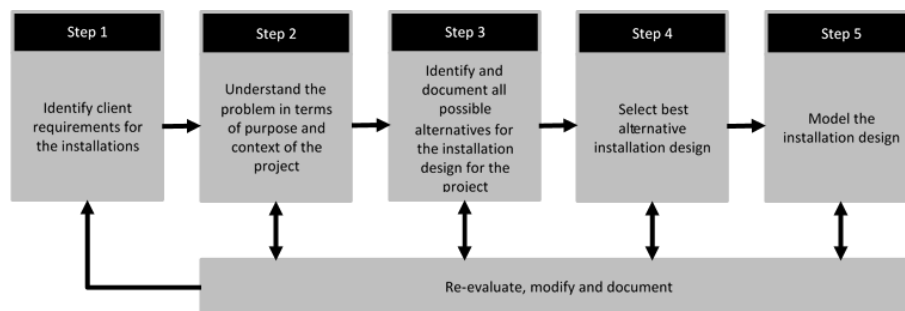 Step 1
Identify client
requirements for
the installations
Step 2
Understand the
problem in terms
of purpose and
context of the
project
Step 3
Identify and
document all
possible
alternatives for
the installation
design for the
project
Step 4
Select best
alternative
installation design
Step 5
Model the
installation design
Re-evaluate, modify and document